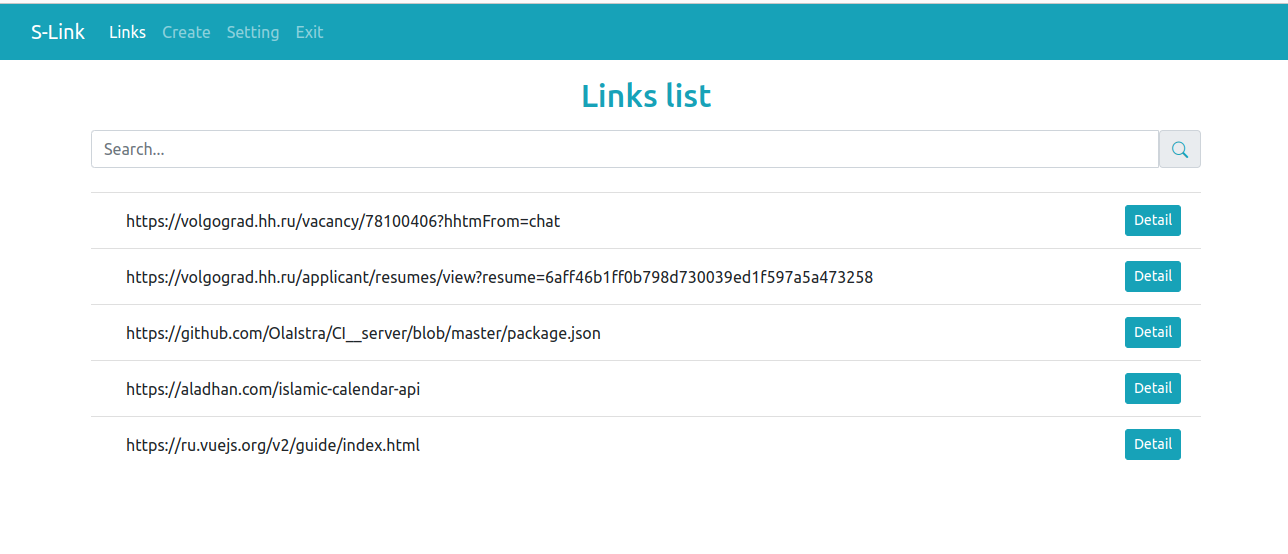 S-Link Links Create Setting Exit
Links list
Search...
https://volgograd.hh.ru/vacancy/78100406?hhtmFrom=chat Detail
https://volgograd.hh.ru/applicant/resumes/view?resume=6aff46b1ff0b798d730039ed1f597a5a473258 Detail
https://github.com/OlaIstra/CI__server/blob/master/package.json Detail
https://aladhan.com/islamic-calendar-api Detail
https://ru.vuejs.org/v2/guide/index.html Detail